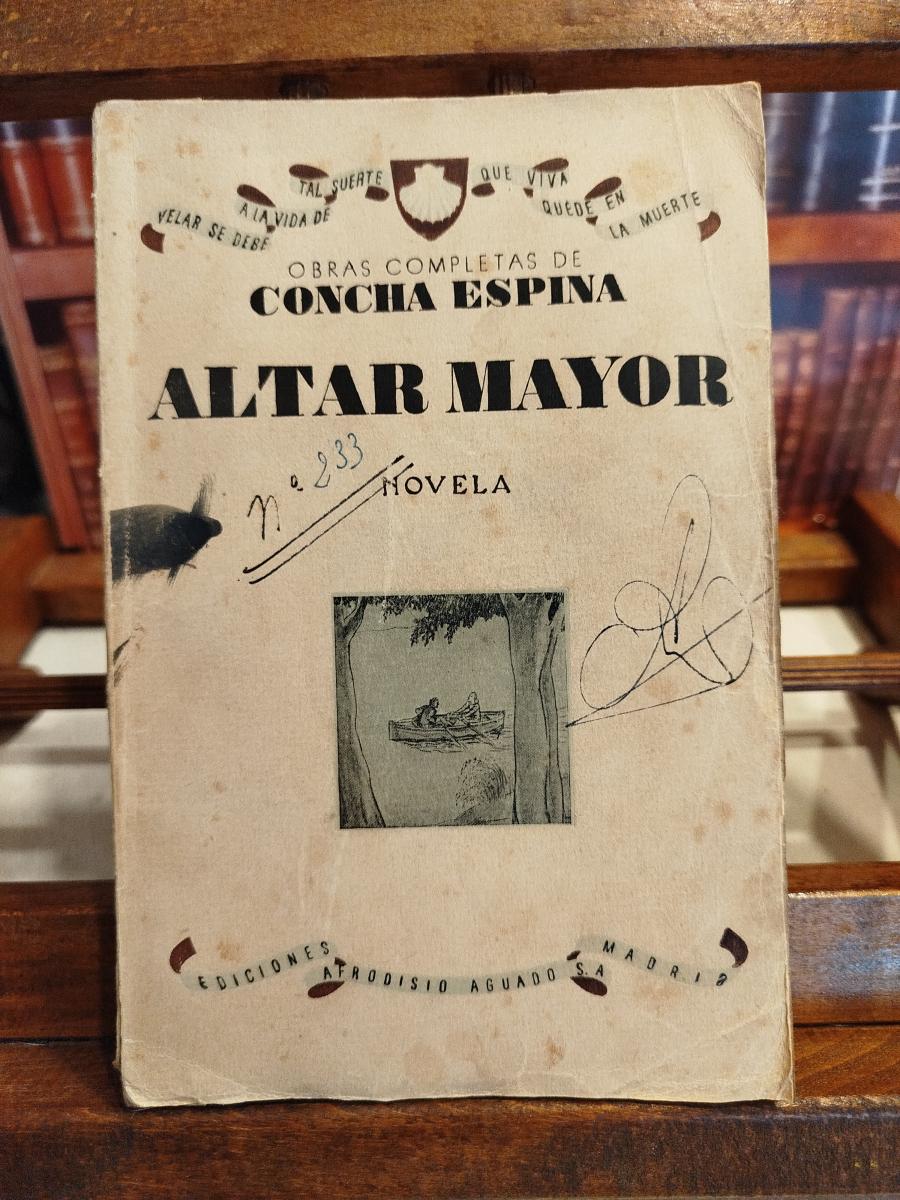 VELAR SE DEBE
A LA VIDA DE
TAL SUERTE
QUE VIVA
QUEDE EN
LA MUERTE
OBRAS COMPLETAS DE
CONCHA ESPINA
ALTAR MAYOR
nº 233
NOVELA
EDICIONES
AFRODISIO AGUADO S.A
MADRID